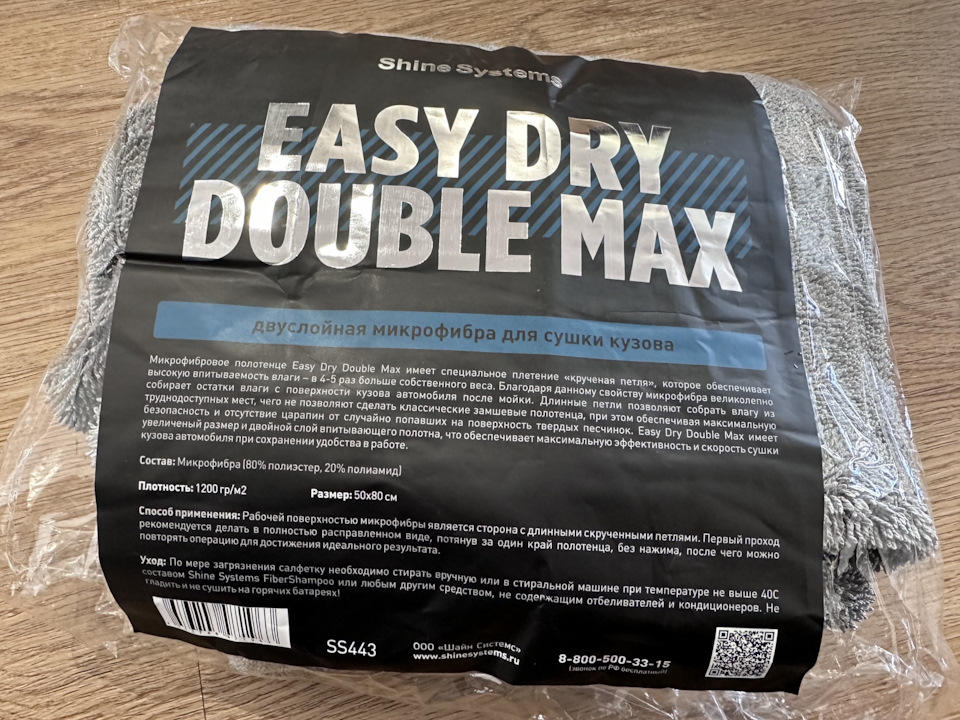 Shine Systems
EASY DRY
DOUBLE MAX
двуслойная микрофибра для сушки кузова
Микрофибровое полотенце Easy Dry Double Max имеет специальное плетение «крученая петля», которое обеспечивает
высокую впитываемость влаги – в 4-5 раз больше собственного веса. Благодаря данному свойству микрофибра великолепно
собирает остатки влаги с поверхности кузова автомобиля после мойки. Длинные петли позволяют собрать влагу из
труднодоступных мест, чего не позволяют сделать классические замшевые полотенца, при этом обеспечивая максимальную
безопасность и отсутствие царапин от случайно попавших на поверхность твердых песчинок. Easy Dry Double Max имеет
увеличеный размер и двойной слой впитывающего полотна, что обеспечивает максимальную эффективность и скорость сушки
кузова автомобиля при сохранении удобства в работе.
Состав: Микрофибра (80% полиэстер, 20% полиамид)
Плотность: 1200 гр/м2 Размер: 50х80 см
Способ применения: Рабочей поверхностью микрофибры является сторона с длинными скрученными петлями. Первый проход
рекомендуется делать в полностью расправленном виде, потянув за один край полотенца, без нажима, после чего можно
повторять операцию для достижения идеального результата.
Уход: По мере загрязнения салфетку необходимо стирать вручную или в стиральной машине при температуре не выше 40С
составом Shine Systems FiberShampoo или любым другим средством, не содержащим отбеливателей и кондиционеров. Не
гладить и не сушить на горячих батареях!
SS443
ООО «Шайн Системс»
www.shinesystems.ru
8-800-500-33-15
(звонок по РФ бесплатный)